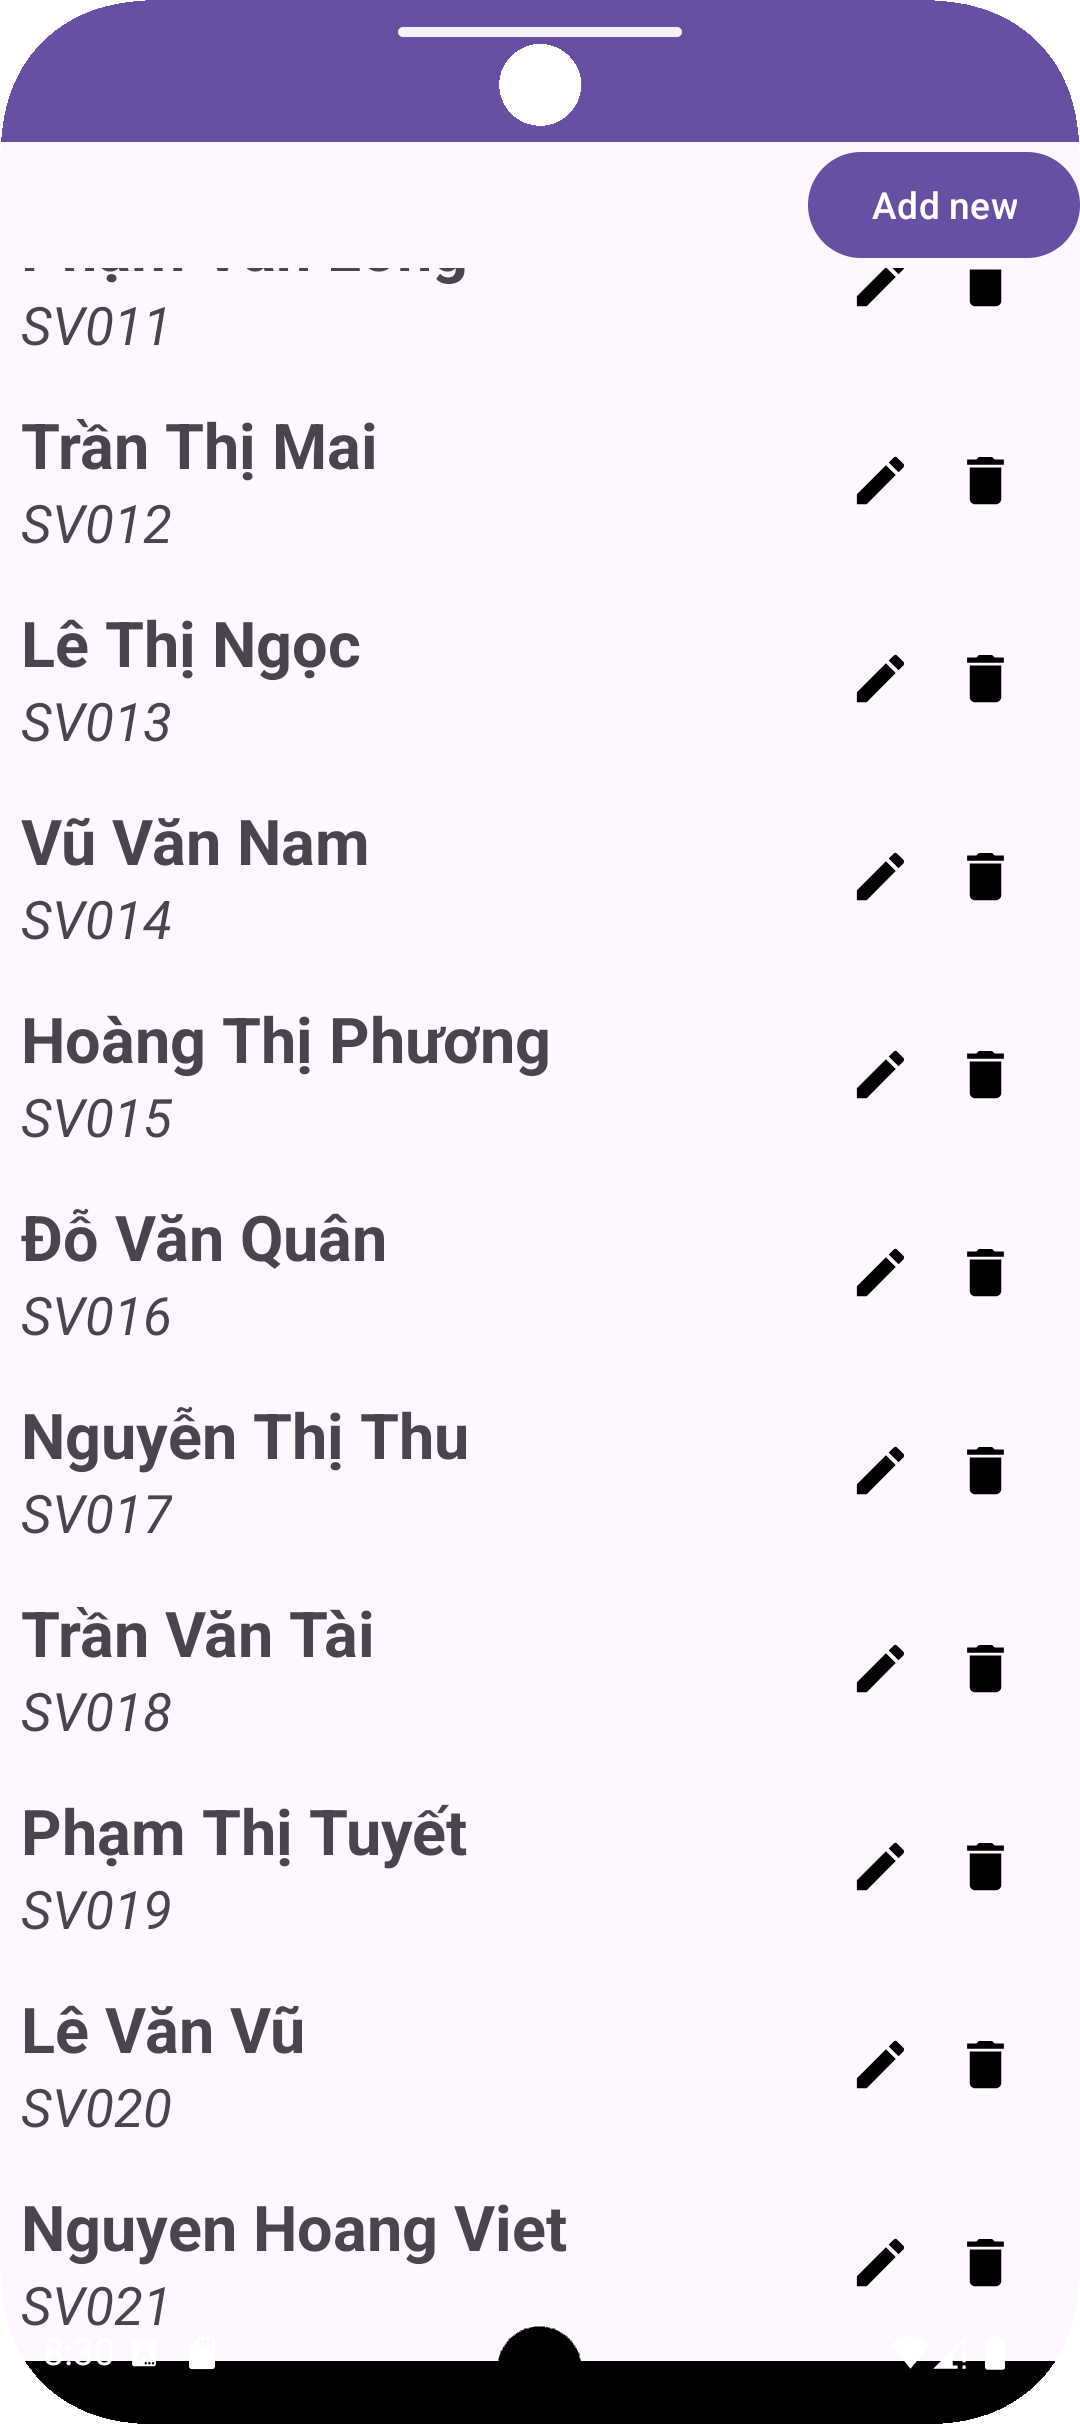 Add new
SV011
Trần Thị Mai
SV012
Lê Thị Ngọc
SV013
Vũ Văn Nam
SV014
Hoàng Thị Phương
SV015
Đỗ Văn Quân
SV016
Nguyễn Thị Thu
SV017
Trần Văn Tài
SV018
Phạm Thị Tuyết
SV019
Lê Văn Vũ
SV020
Nguyen Hoang Viet
SV021